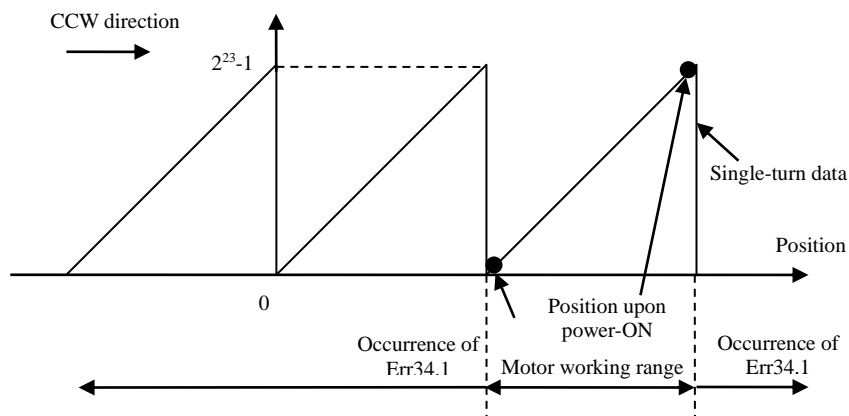 CCW direction
2²³-1
Single-turn data
Position
0
Position upon
power-ON
Occurrence of
Err34.1
Motor working range
Occurrence of
Err34.1